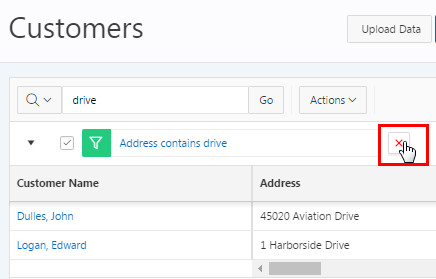 Customers
Upload Data
drive
Go
Actions
Address contains drive
Customer Name
Address
Dulles, John
45020 Aviation Drive
Logan, Edward
1 Harborside Drive